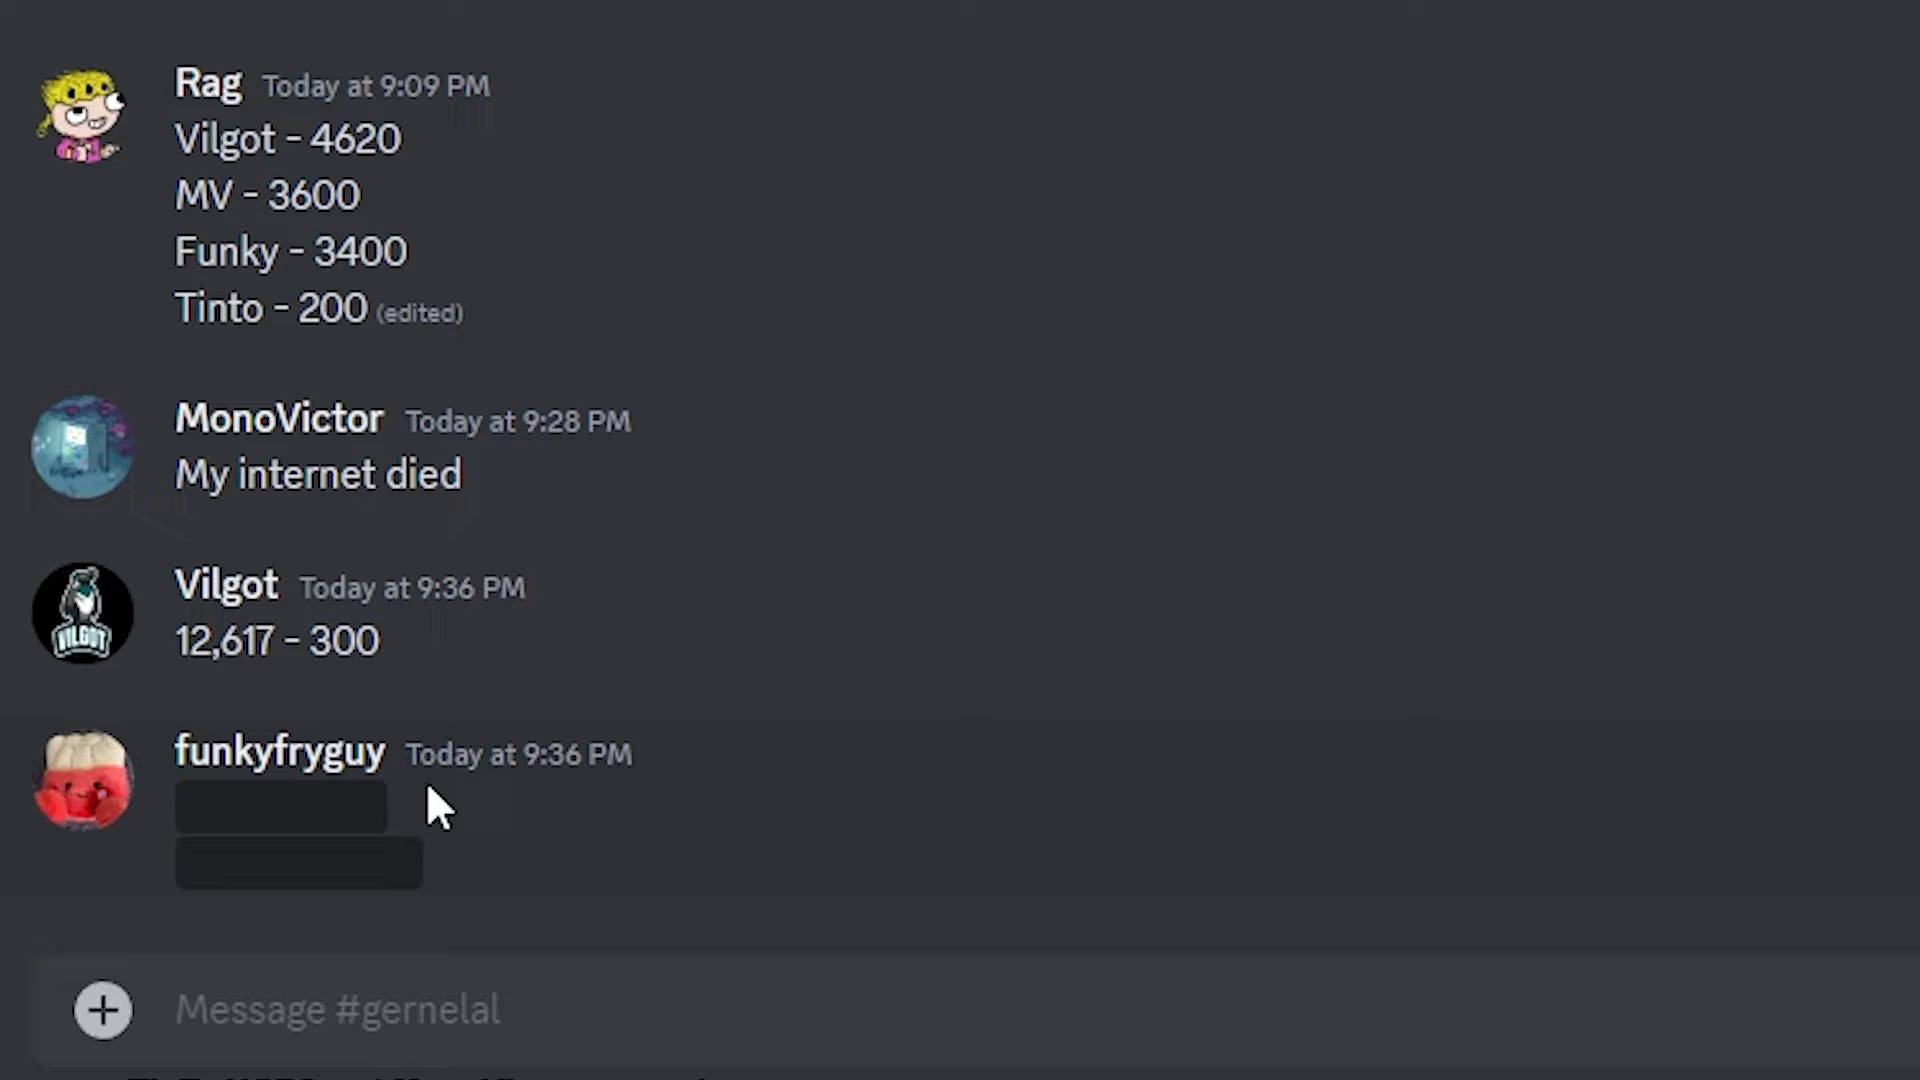 Rag Today at 9:09 PM
Vilgot - 4620
MV - 3600
Funky - 3400
Tinto - 200 (edited)
MonoVictor Today at 9:28 PM
My internet died
VILGOT
Vilgot Today at 9:36 PM
12,617 - 300
funkyfryguy Today at 9:36 PM
Message #gernelal